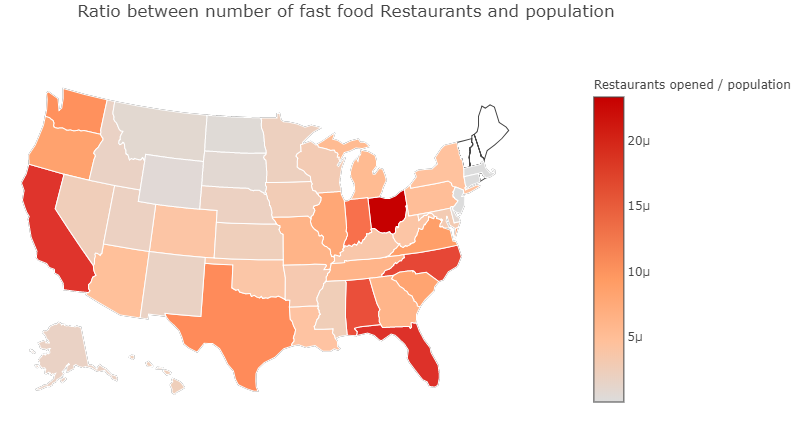 Ratio between number of fast food Restaurants and population
Restaurants opened / population
20μ
15μ
10μ
5μ